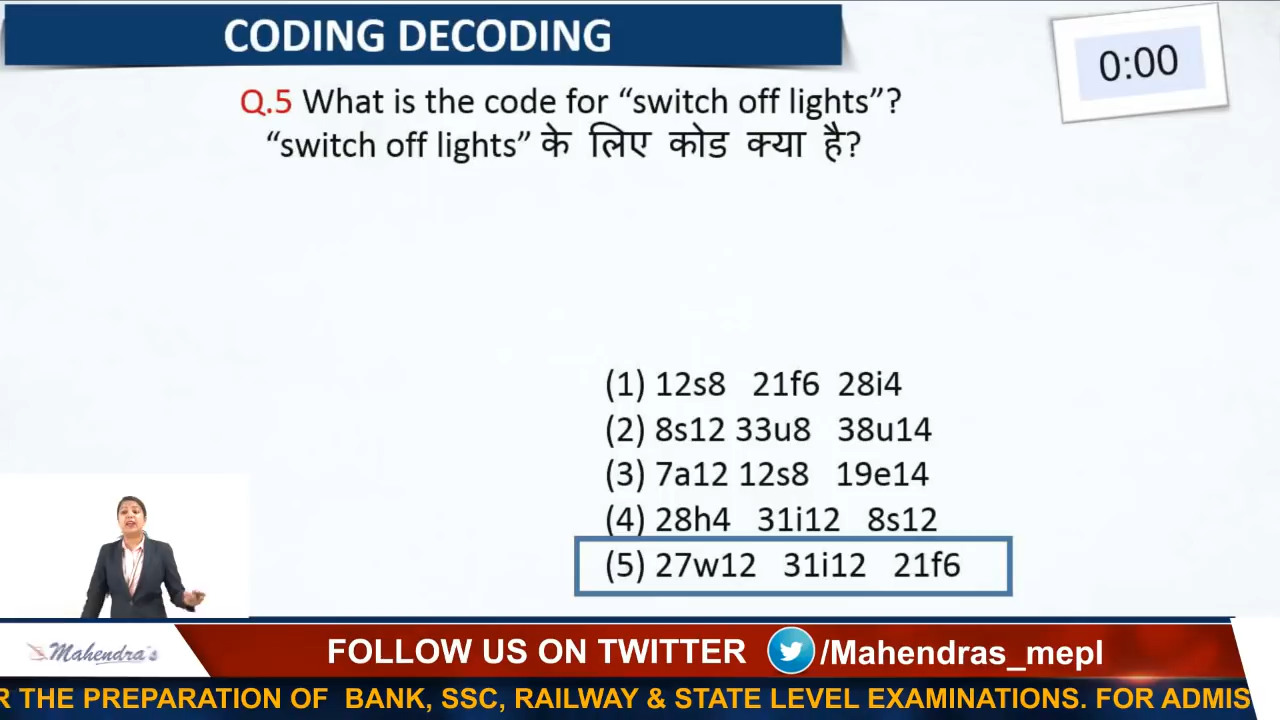 CODING DECODING
0:00
Q.5 What is the code for “switch off lights”?
“switch off lights” के लिए कोड क्या है?
(1) 12s8 21f6 28i4
(2) 8s12 33u8 38u14
(3) 7a12 12s8 19e14
(4) 28h4 31i12 8s12
(5) 27w12 31i12 21f6
Mahendra's
FOLLOW US ON TWITTER /Mahendras_mepl
R THE PREPARATION OF BANK, SSC, RAILWAY & STATE LEVEL EXAMINATIONS. FOR ADMIS